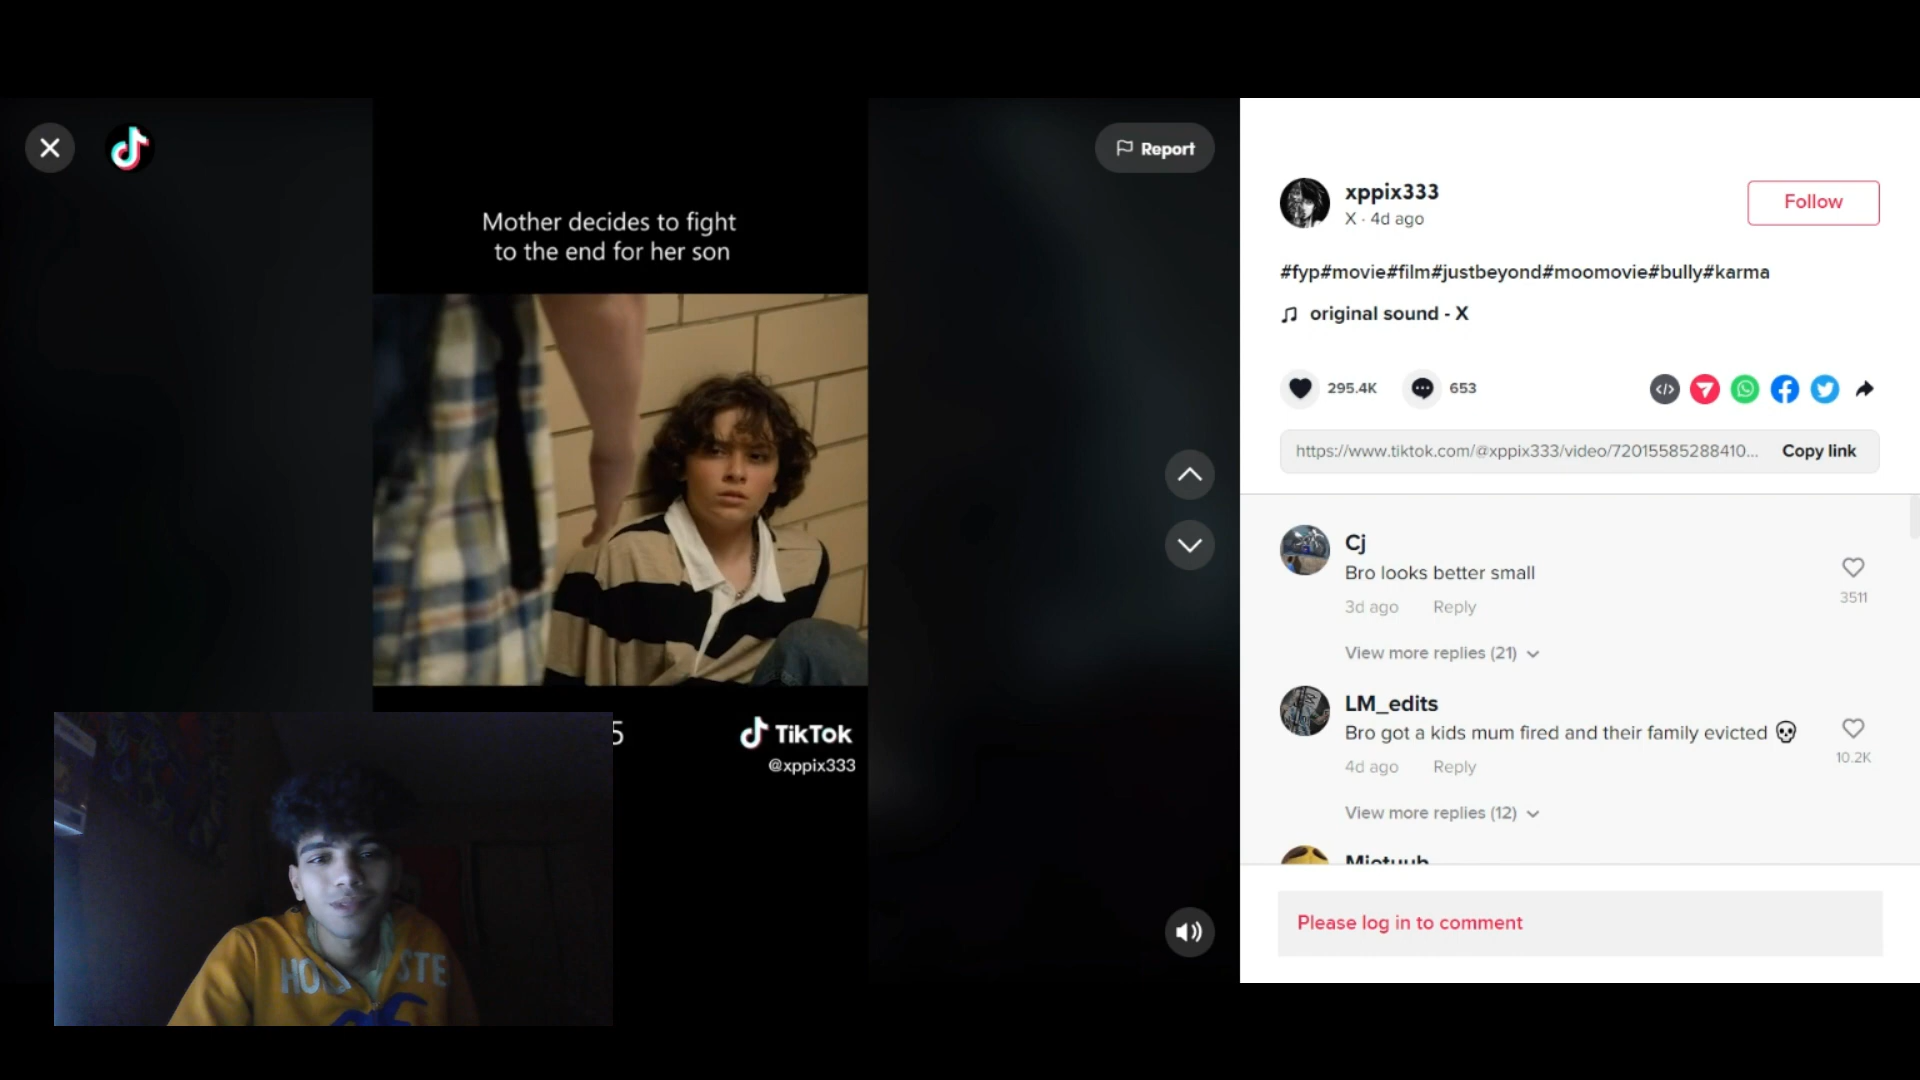 Report
Mother decides to fight
to the end for her son
5
TikTok
@xppix333
HO
STE
xppix333
X · 4d ago
Follow
#fyp#movie#film#justbeyond#moomovie#bully#karma
original sound - X
295.4K
653
https://www.tiktok.com/@xppix333/video/72015585288410...
Copy link
Cj
Bro looks better small
3d ago
Reply
3511
View more replies (21)
LM_edits
Bro got a kids mum fired and their family evicted 💀
4d ago
Reply
10.2K
View more replies (12)
Please log in to comment